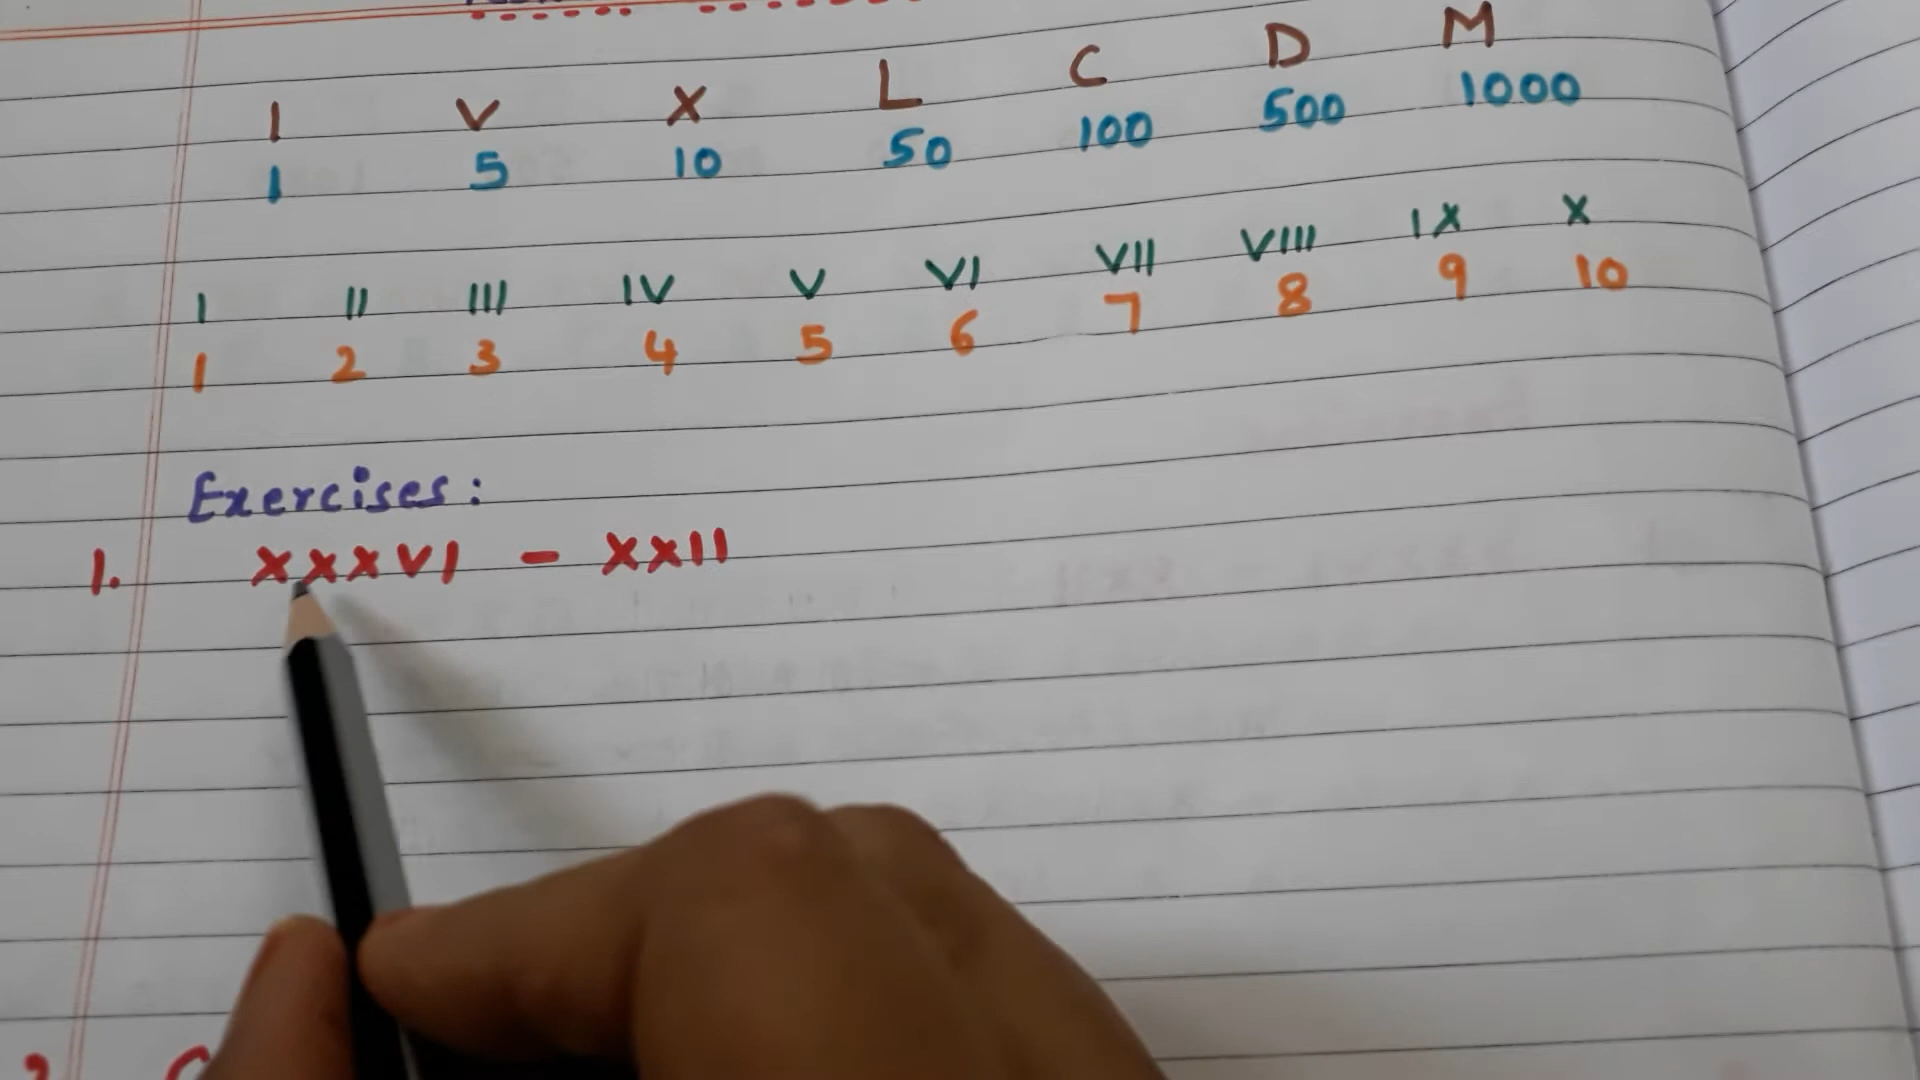 I V X L C D M
1 5 10 50 100 500 1000
I II III IV V VI VII VIII IX X
1 2 3 4 5 6 7 8 9 10
Exercises:
1. XXXVI - XXII